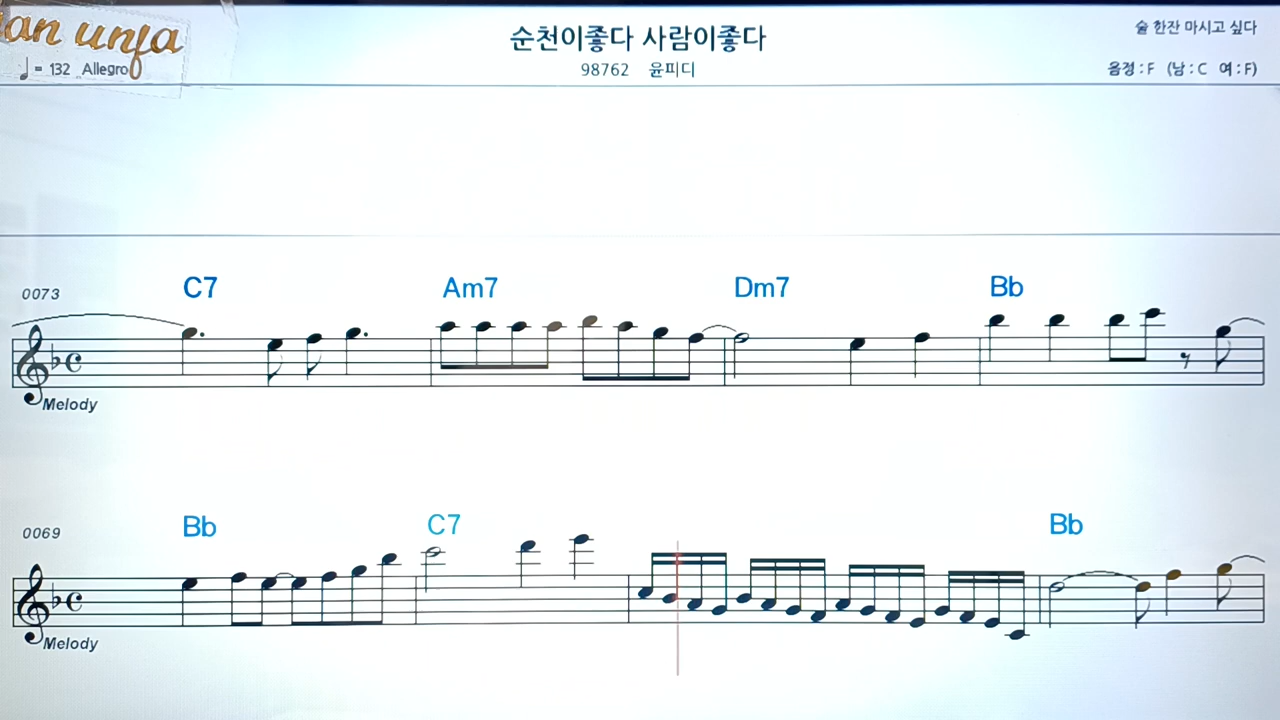 순천이좋다 사람이좋다
술 한잔 마시고 싶다
♩= 132 Allegro
98762 윤피디
음정 : F (남 : C 여 : F)
0073
C7 Am7 Dm7 Bb
Melody
0069
Bb C7 Bb
Melody